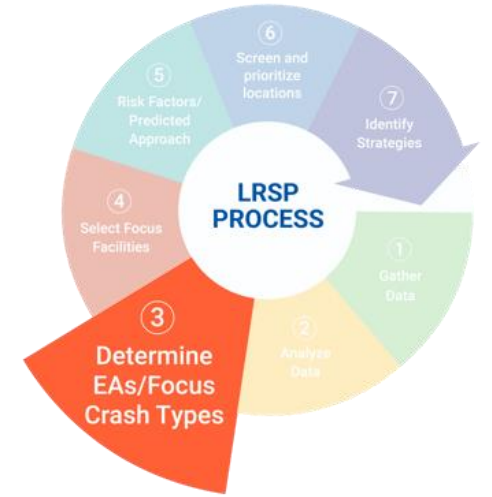 LRSP
PROCESS
1
Gather
Data
2
Analyze
Data
3
Determine
EAs/Focus
Crash Types
4
Select Focus
Facilities
5
Risk Factors/
Predicted
Approach
6
Screen and
prioritize
locations
7
Identify
Strategies